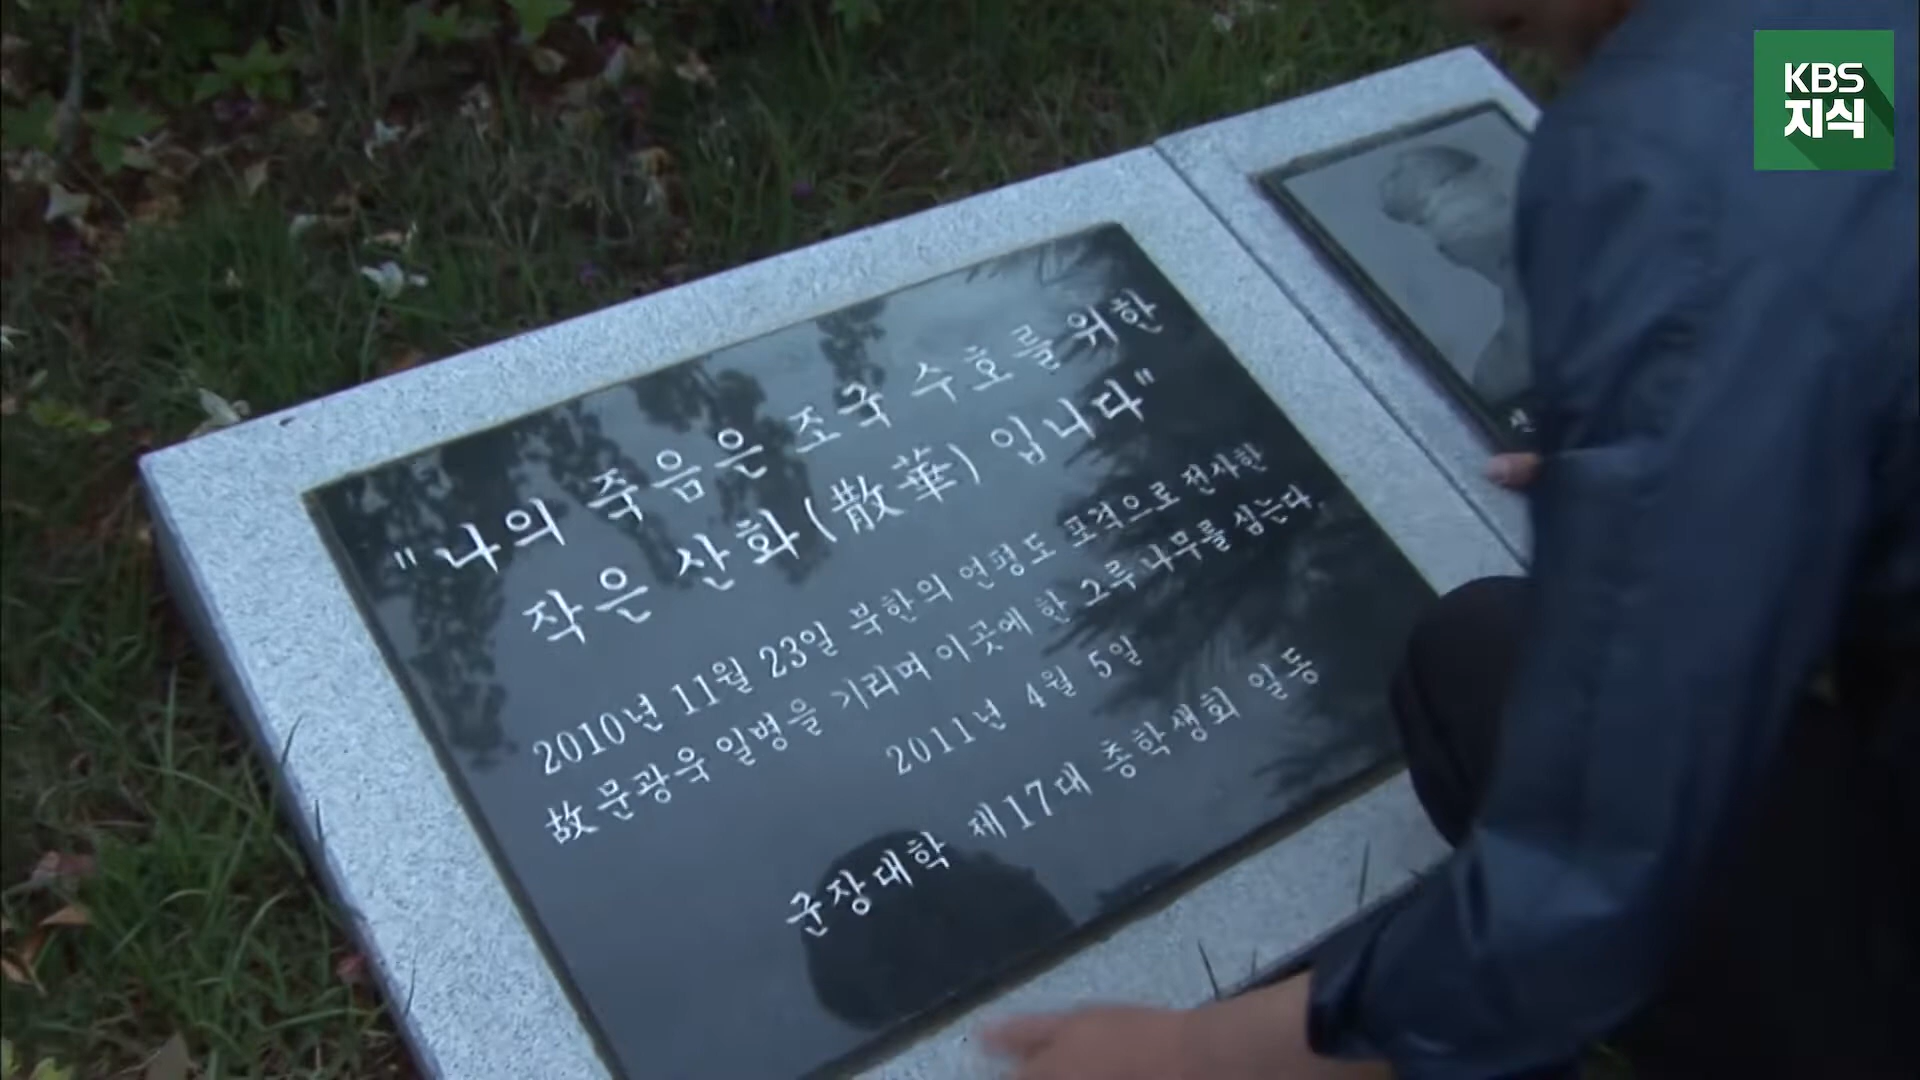 KBS
지식
"나의 죽음은 조국 수호를 위한
작은 산화(散華) 입니다"
2010년 11월 23일 북한의 연평도 포격으로 전사한
故 문광욱 일병을 기리며 이곳에 한 그루 나무를 심는다.
2011년 4월 5일
군장대학 제17대 총학생회 일동